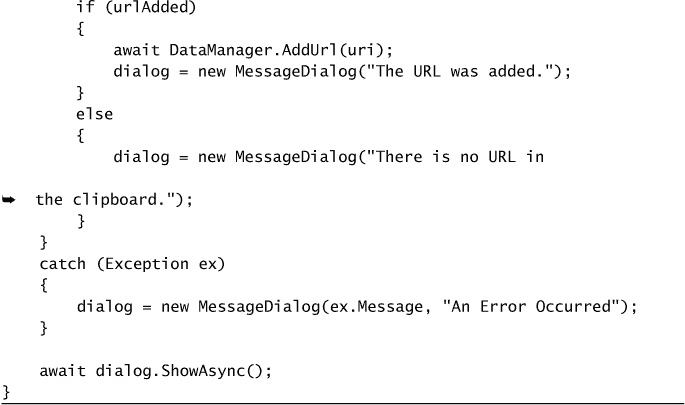 if (urlAdded)
        {
            await DataManager.AddUrl(uri);
            dialog = new MessageDialog("The URL was added.");
        }
        else
        {
            dialog = new MessageDialog("There is no URL in
➥  the clipboard.");
        }
    }
    catch (Exception ex)
    {
        dialog = new MessageDialog(ex.Message, "An Error Occurred");
    }

    await dialog.ShowAsync();
}